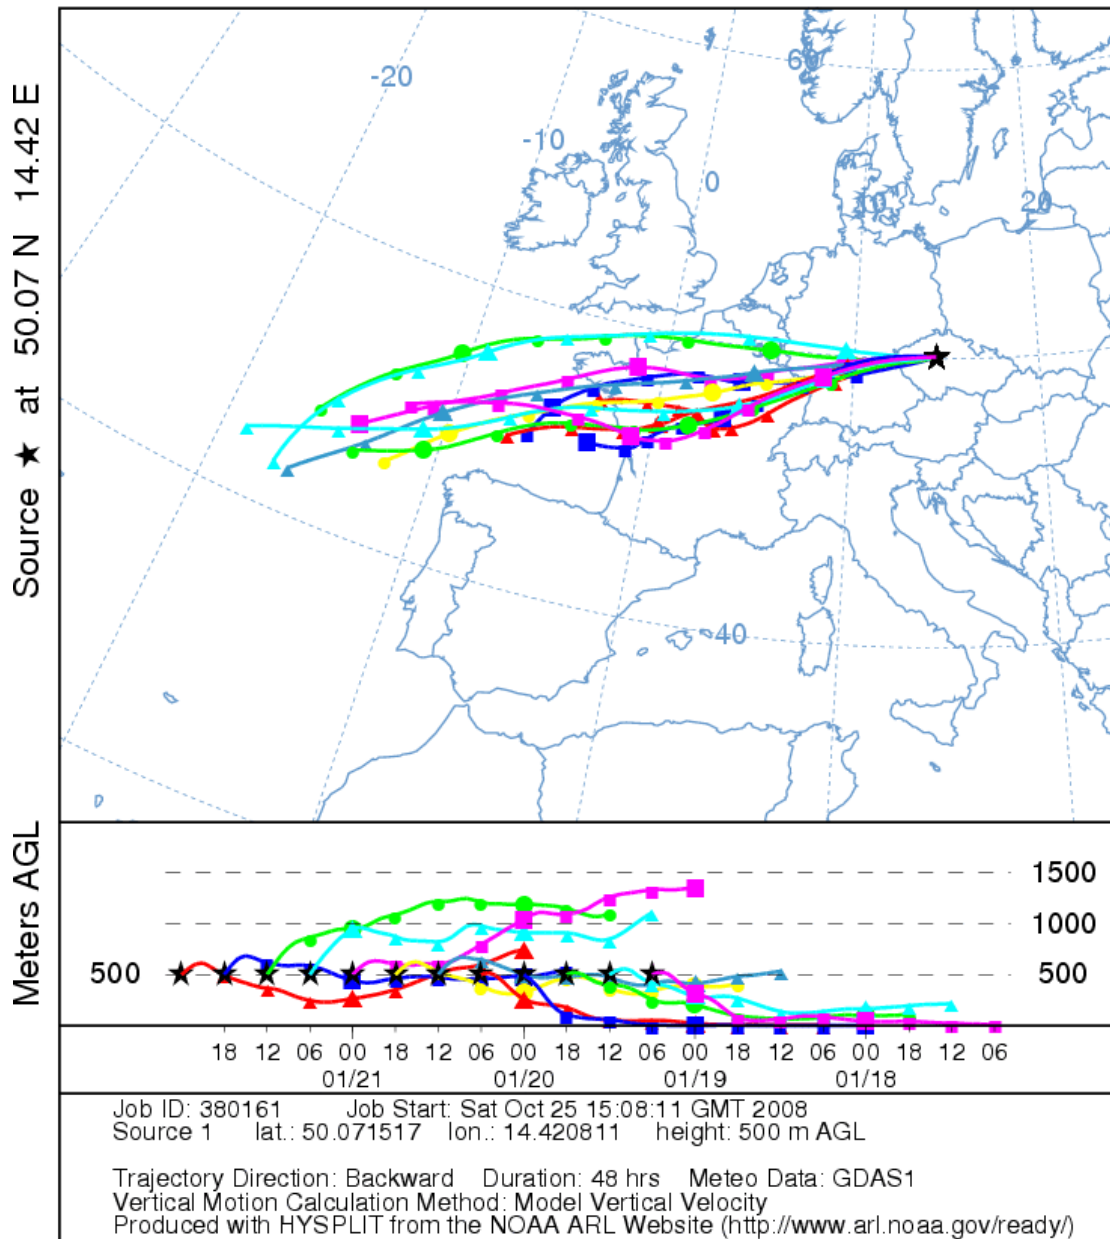 Source ★ at 50.07 N 14.42 E
-20
60
-10
0
10
20
40
Meters AGL
1500
1000
500
500
18 12 06 00 18 12 06 00 18 12 06 00 18 12 06 00 18 12 06
01/21 01/20 01/19 01/18
Job ID: 380161 Job Start: Sat Oct 25 15:08:11 GMT 2008
Source 1 lat.: 50.071517 lon.: 14.420811 height: 500 m AGL
Trajectory Direction: Backward Duration: 48 hrs Meteo Data: GDAS1
Vertical Motion Calculation Method: Model Vertical Velocity
Produced with HYSPLIT from the NOAA ARL Website (http://www.arl.noaa.gov/ready/)